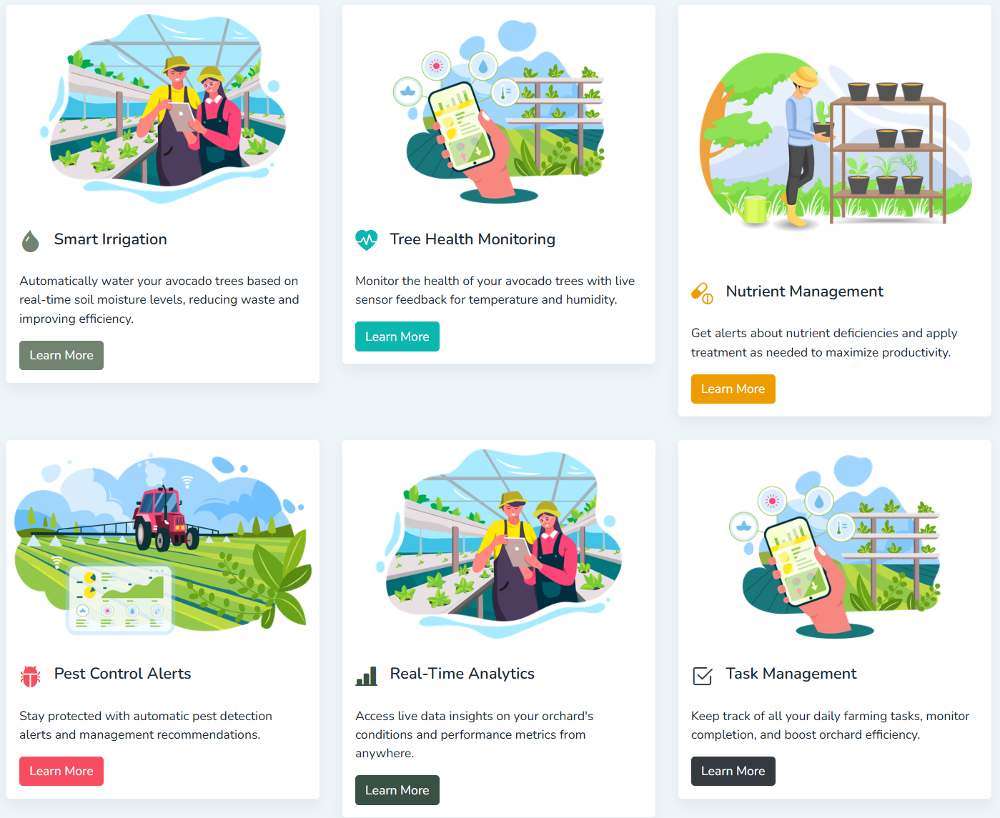 Smart Irrigation
Automatically water your avocado trees based on
real-time soil moisture levels, reducing waste and
improving efficiency.
Learn More
Tree Health Monitoring
Monitor the health of your avocado trees with live
sensor feedback for temperature and humidity.
Learn More
Nutrient Management
Get alerts about nutrient deficiencies and apply
treatment as needed to maximize productivity.
Learn More
Pest Control Alerts
Stay protected with automatic pest detection
alerts and management recommendations.
Learn More
Real-Time Analytics
Access live data insights on your orchard's
conditions and performance metrics from
anywhere.
Learn More
Task Management
Keep track of all your daily farming tasks, monitor
completion, and boost orchard efficiency.
Learn More